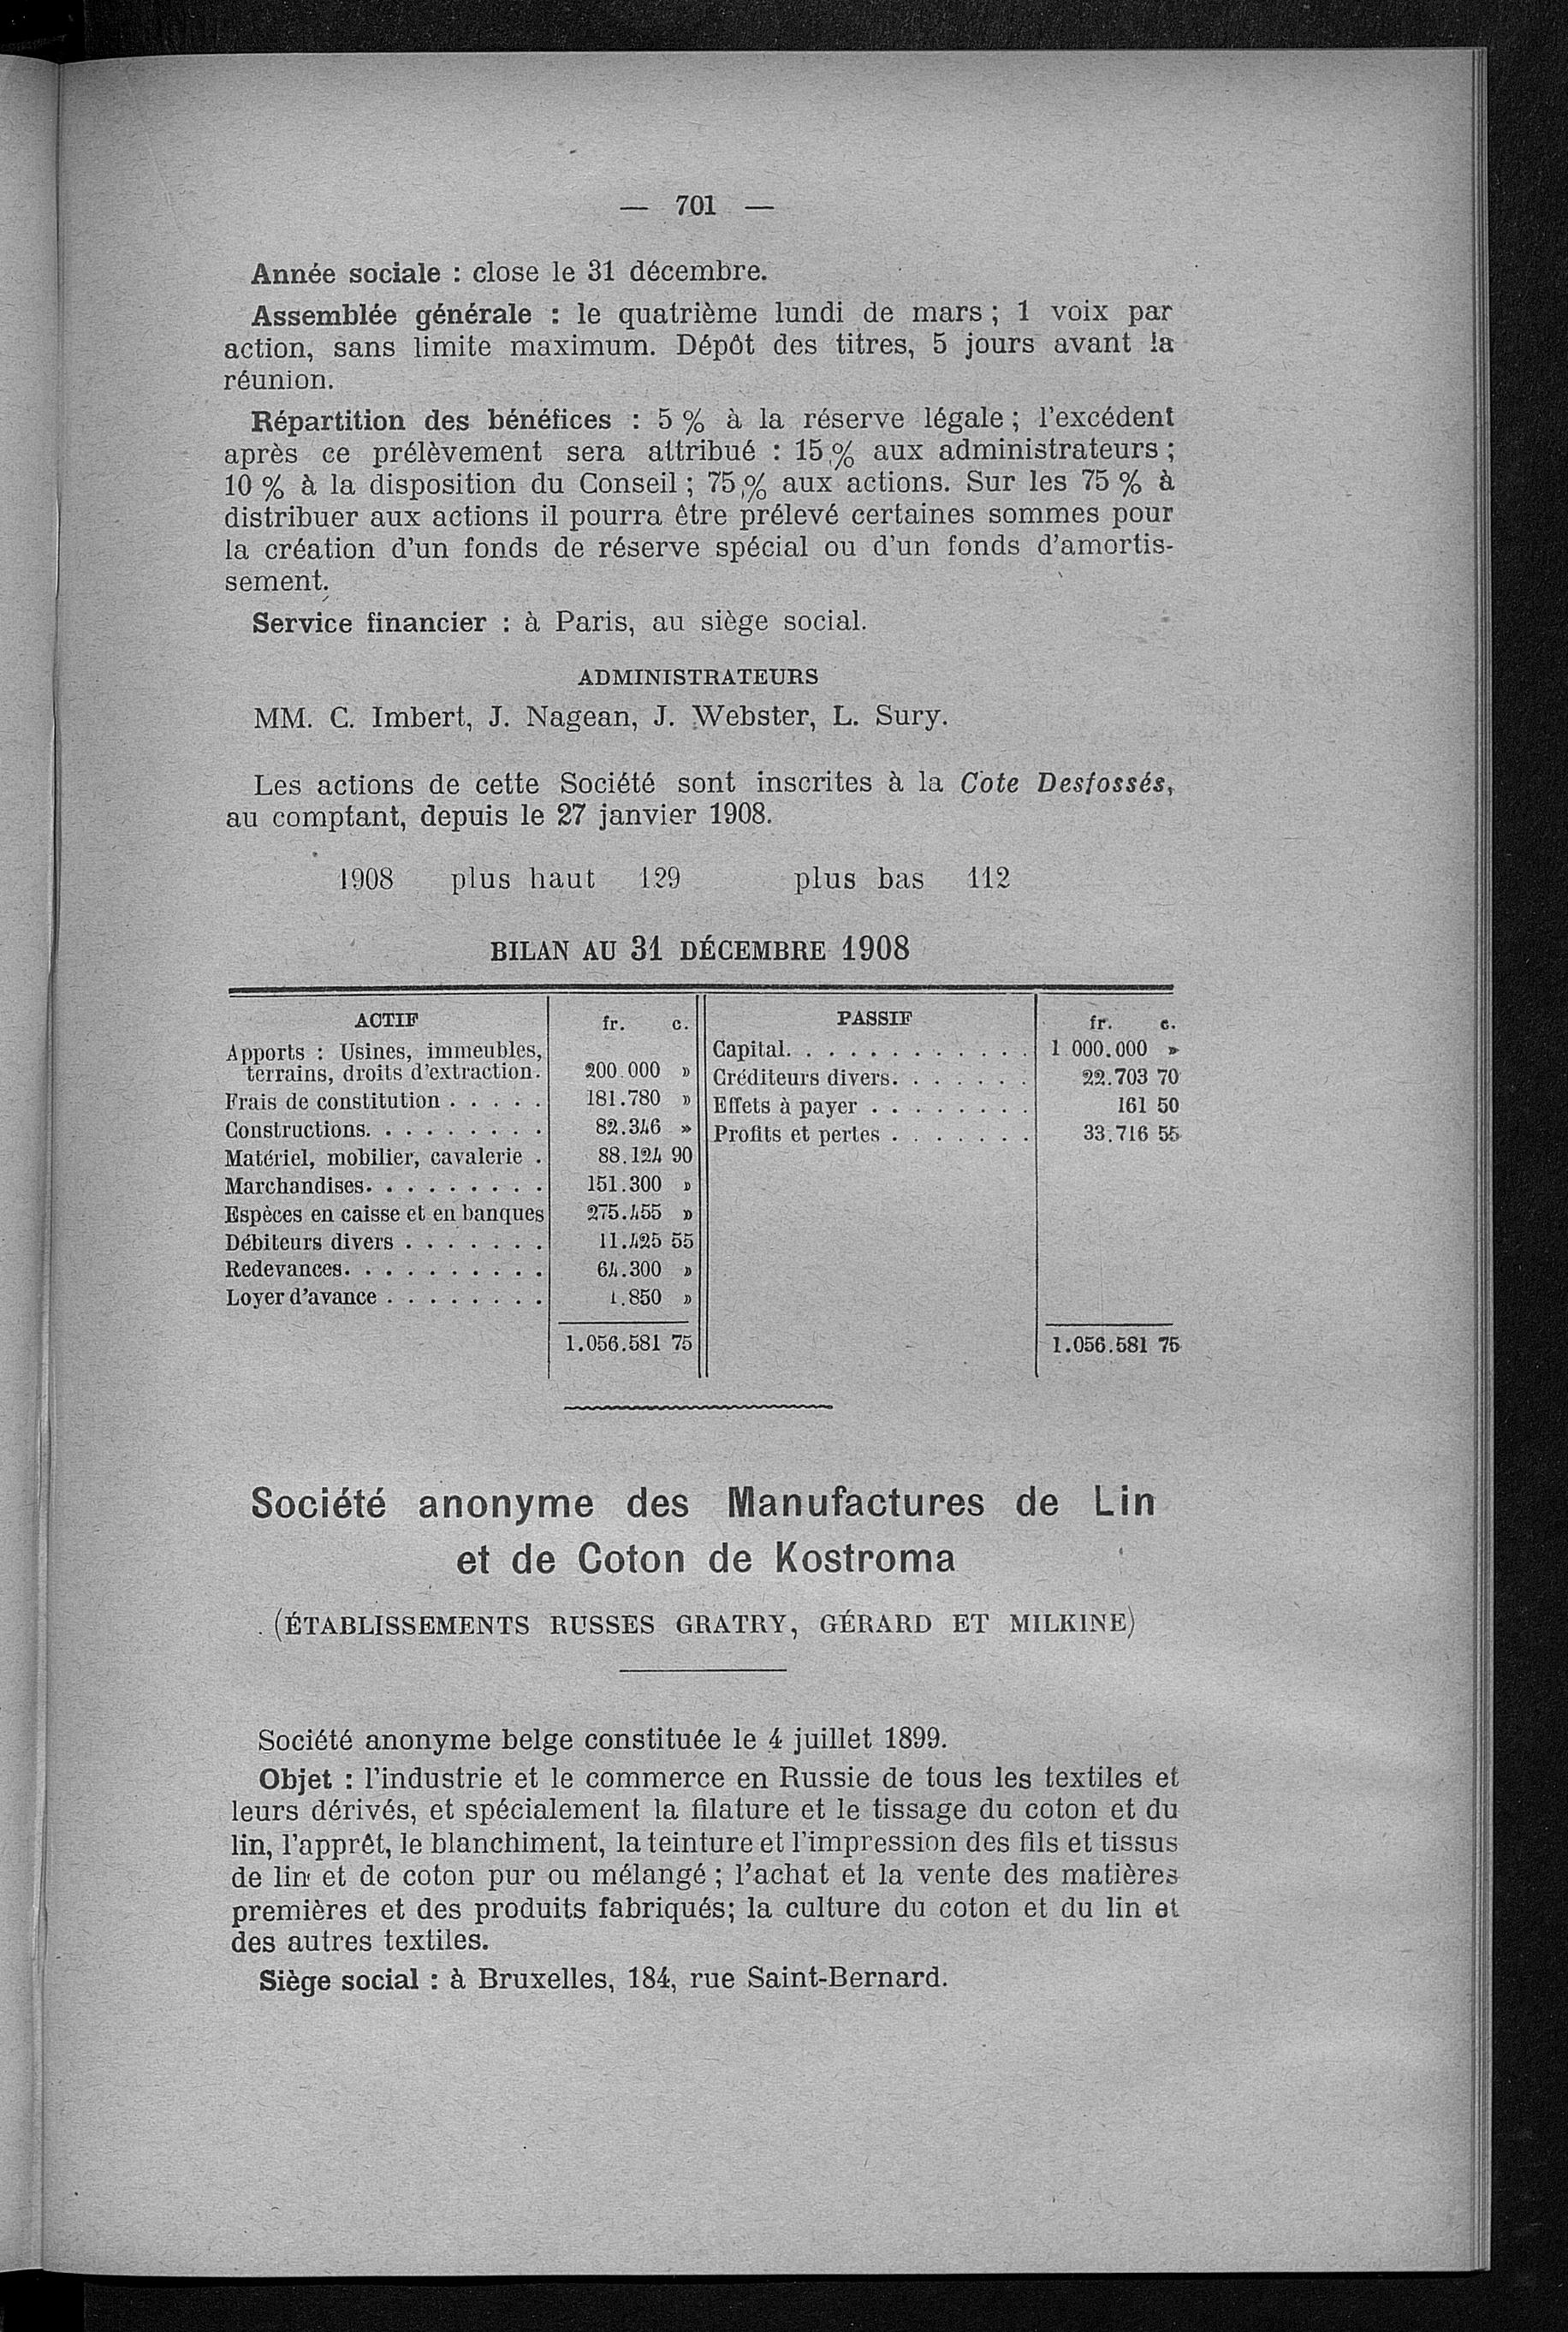 — 701 —
Année sociale : close le 31 décembre.
Assemblée générale : le quatrième lundi de mars ; 1 voix par
action, sans limite maximum. Dépôt des titres, 5 jours avant la
réunion.
Répartition des bénéfices : 5 % à la réserve légale ; l'excédent
après ce prélèvement sera attribué : 15 % aux administrateurs ;
10 % à la disposition du Conseil ; 75 % aux actions. Sur les 75 % à
distribuer aux actions il pourra être prélevé certaines sommes pour
la création d'un fonds de réserve spécial ou d'un fonds d'amortis-
sement.
Service financier : à Paris, au siège social.
ADMINISTRATEURS
MM. C. Imbert, J. Nagean, J. Webster, L. Sury.
Les actions de cette Société sont inscrites à la Cote Desfossés,
au comptant, depuis le 27 janvier 1908.
1908 plus haut 129 plus bas 112
BILAN AU 31 DÉCEMBRE 1908
ACTIF fr. c.
Apports : Usines, immeubles,
terrains, droits d'extraction. 200.000 »
Frais de constitution . . . . . 181.780 »
Constructions. . . . . . . . . 82.346 »
Matériel, mobilier, cavalerie . 88.124 90
Marchandises. . . . . . . . . 151.300 »
Espèces en caisse et en banques 275.455 »
Débiteurs divers . . . . . . . 11.425 55
Redevances. . . . . . . . . . 64.300 »
Loyer d'avance . . . . . . . . 1.850 »
1.056.581 75
PASSIF fr. c.
Capital. . . . . . . . . . . . . 1 000.000 »
Créditeurs divers. . . . . . . 22.703 70
Effets à payer . . . . . . . . 161 50
Profits et pertes . . . . . . . 33.716 55
1.056.581 75
Société anonyme des Manufactures de Lin
et de Coton de Kostroma
(ÉTABLISSEMENTS RUSSES GRATRY, GÉRARD ET MILKINE)
Société anonyme belge constituée le 4 juillet 1899.
Objet : l'industrie et le commerce en Russie de tous les textiles et
leurs dérivés, et spécialement la filature et le tissage du coton et du
lin, l'apprêt, le blanchiment, la teinture et l'impression des fils et tissus
de lin et de coton pur ou mélangé ; l'achat et la vente des matières
premières et des produits fabriqués; la culture du coton et du lin et
des autres textiles.
Siège social : à Bruxelles, 184, rue Saint-Bernard.